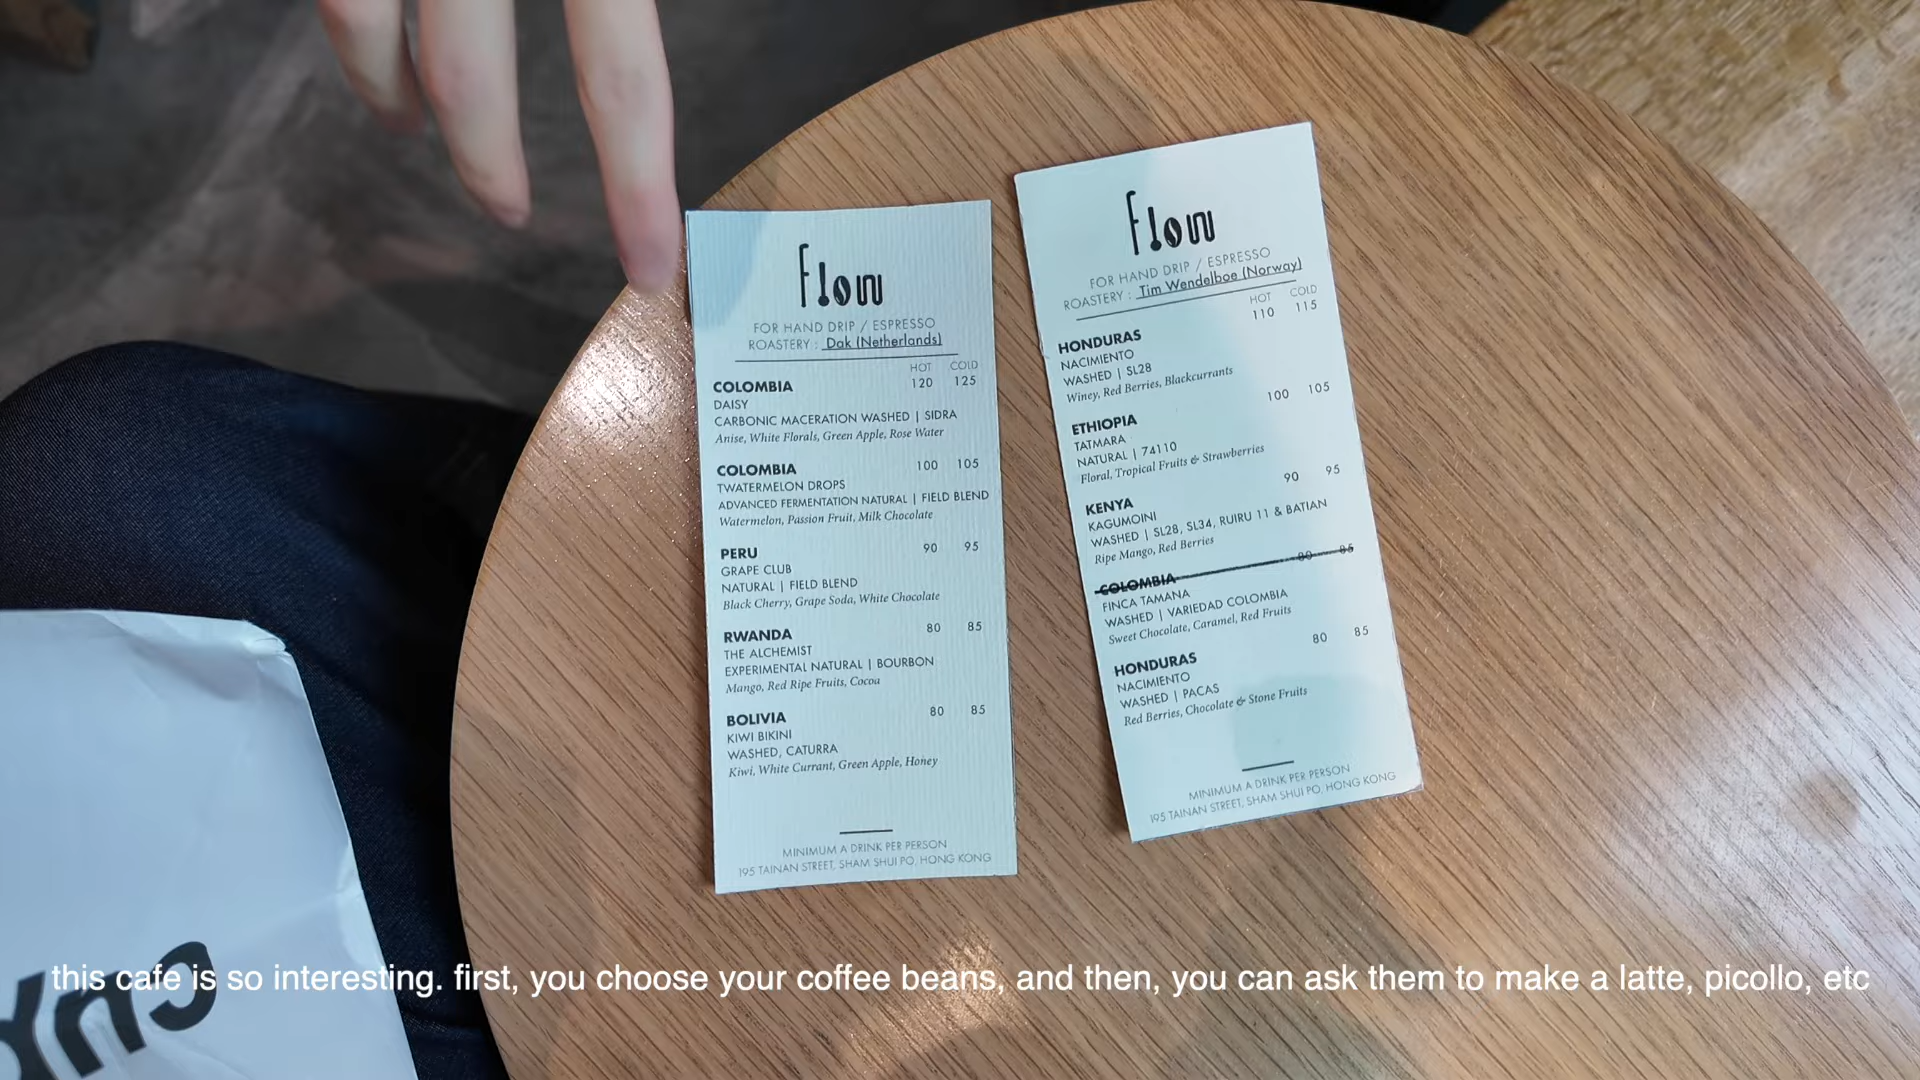 flow
FOR HAND DRIP / ESPRESSO
ROASTERY : Dak (Netherlands)
HOT COLD
COLOMBIA 120 125
DAISY
CARBONIC MACERATION WASHED | SIDRA
Anise, White Florals, Green Apple, Rose Water
COLOMBIA 100 105
TWATERMELON DROPS
ADVANCED FERMENTATION NATURAL | FIELD BLEND
Watermelon, Passion Fruit, Milk Chocolate
PERU 90 95
GRAPE CLUB
NATURAL | FIELD BLEND
Black Cherry, Grape Soda, White Chocolate
RWANDA 80 85
THE ALCHEMIST
EXPERIMENTAL NATURAL | BOURBON
Mango, Red Ripe Fruits, Cocoa
BOLIVIA 80 85
KIWI BIKINI
WASHED, CATURRA
Kiwi, White Currant, Green Apple, Honey
MINIMUM A DRINK PER PERSON
195 TAINAN STREET, SHAM SHUI PO, HONG KONG
flow
FOR HAND DRIP / ESPRESSO
ROASTERY : Tim Wendelboe (Norway)
HOT COLD
HONDURAS 110 115
NACIMIENTO
WASHED | SL28
Winey, Red Berries, Blackcurrants
ETHIOPIA 100 105
TATMARA
NATURAL | 74110
Floral, Tropical Fruits & Strawberries
KENYA 90 95
KAGUMOINI
WASHED | SL28, SL34, RUIRU 11 & BATIAN
Ripe Mango, Red Berries
COLOMBIA 80 85
FINCA TAMANA
WASHED | VARIEDAD COLOMBIA
Sweet Chocolate, Caramel, Red Fruits
HONDURAS 80 85
NACIMIENTO
WASHED | PACAS
Red Berries, Chocolate & Stone Fruits
MINIMUM A DRINK PER PERSON
195 TAINAN STREET, SHAM SHUI PO, HONG KONG
this cafe is so interesting. first, you choose your coffee beans, and then, you can ask them to make a latte, picollo, etc